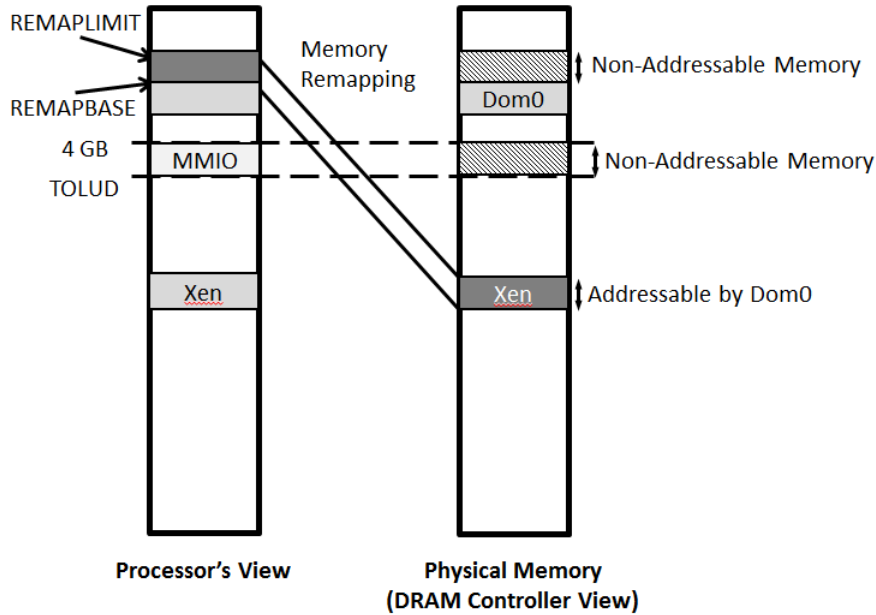 REMAPLIMIT
Memory
Remapping
Non-Addressable Memory
REMAPBASE
Dom0
4 GB
MMIO
Non-Addressable Memory
TOLUD
Xen
Xen
Addressable by Dom0
Processor's View
Physical Memory
(DRAM Controller View)